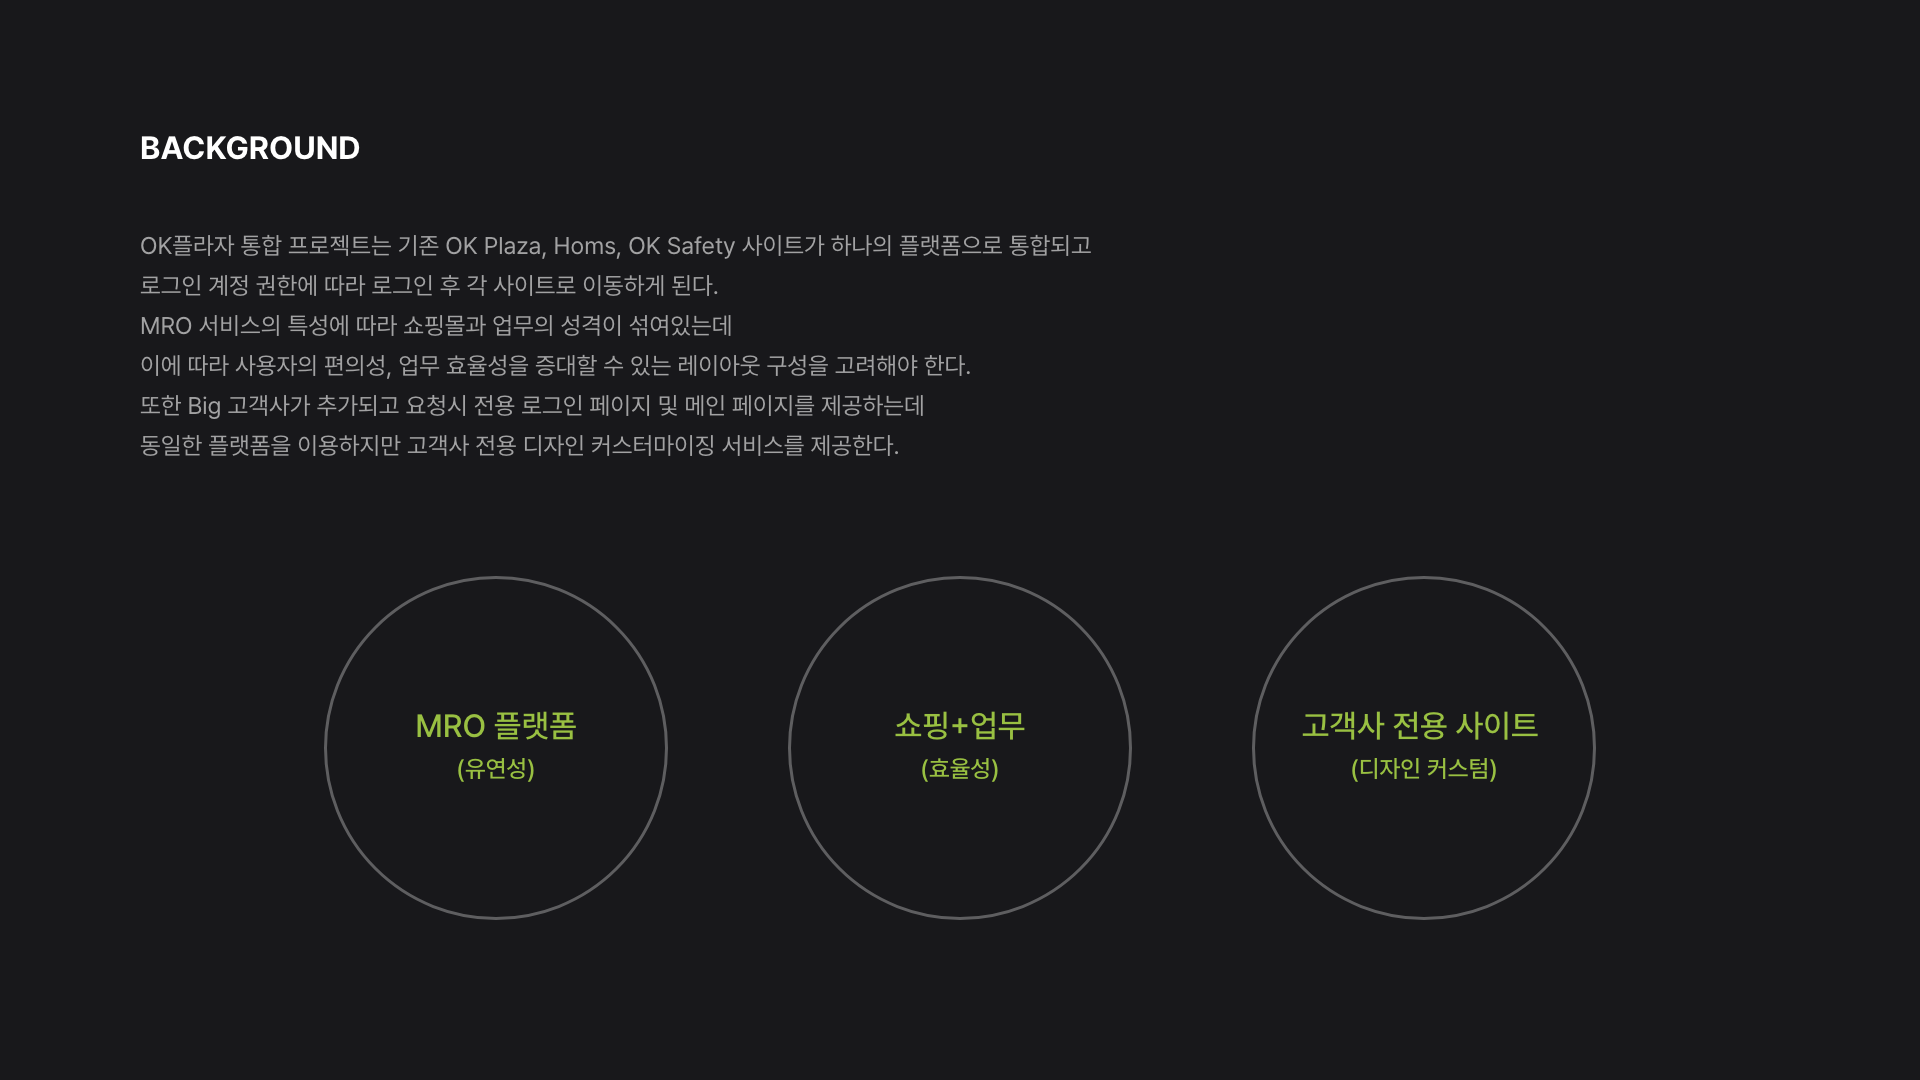 BACKGROUND
OK플라자 통합 프로젝트는 기존 OK Plaza, Homs, OK Safety 사이트가 하나의 플랫폼으로 통합되고
로그인 계정 권한에 따라 로그인 후 각 사이트로 이동하게 된다.
MRO 서비스의 특성에 따라 쇼핑몰과 업무의 성격이 섞여있는데
이에 따라 사용자의 편의성, 업무 효율성을 증대할 수 있는 레이아웃 구성을 고려해야 한다.
또한 Big 고객사가 추가되고 요청시 전용 로그인 페이지 및 메인 페이지를 제공하는데
동일한 플랫폼을 이용하지만 고객사 전용 디자인 커스터마이징 서비스를 제공한다.
MRO 플랫폼
(유연성)
쇼핑+업무
(효율성)
고객사 전용 사이트
(디자인 커스텀)